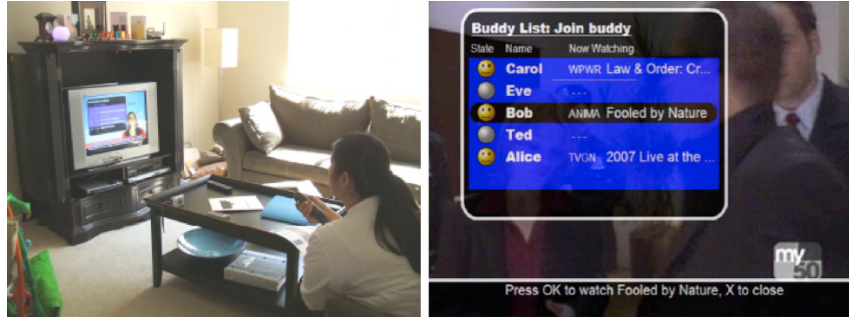 Buddy List: Join buddy
State Name Now Watching
Carol WPWR Law & Order: Cr...
Eve ---
Bob ANIMA Fooled by Nature
Ted ---
Alice TVGN 2007 Live at the ...
my
50
Press OK to watch Fooled by Nature, X to close